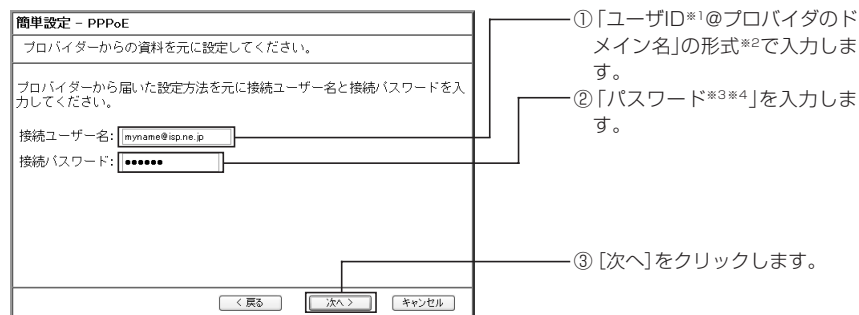 簡単設定 - PPPoE
プロバイダーからの資料を元に設定してください。
プロバイダーから届いた設定方法を元に接続ユーザー名と接続パスワードを入
力してください。
接続ユーザー名: myname@isp.ne.jp
接続パスワード: ●●●●●●
< 戻る
次へ >
キャンセル
①「ユーザID※1@プロバイダのド
メイン名」の形式※2で入力しま
す。
②「パスワード※3※4」を入力しま
す。
③ [次へ]をクリックします。